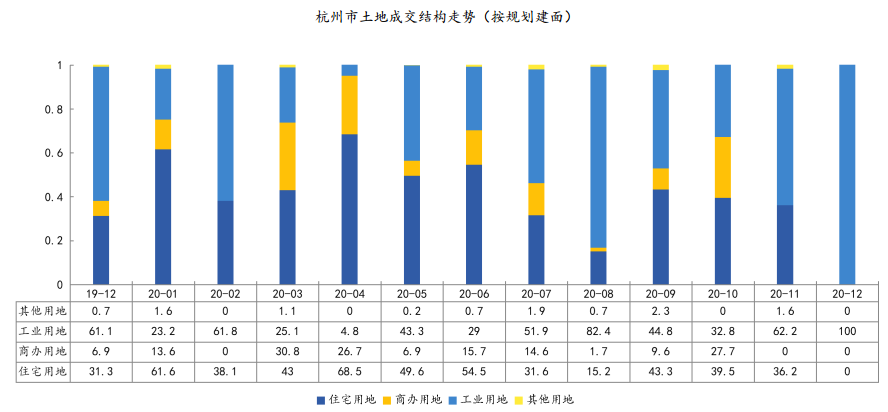 杭州市土地成交结构走势（按规划建面）
1
0.8
0.6
0.4
0.2
0
19-12 20-01 20-02 20-03 20-04 20-05 20-06 20-07 20-08 20-09 20-10 20-11 20-12
其他用地 0.7 1.6 0 1.1 0 0.2 0.7 1.9 0.7 2.3 0 1.6 0
工业用地 61.1 23.2 61.8 25.1 4.8 43.3 29 51.9 82.4 44.8 32.8 62.2 100
商办用地 6.9 13.6 0 30.8 26.7 6.9 15.7 14.6 1.7 9.6 27.7 0 0
住宅用地 31.3 61.6 38.1 43 68.5 49.6 54.5 31.6 15.2 43.3 39.5 36.2 0
住宅用地 商办用地 工业用地 其他用地